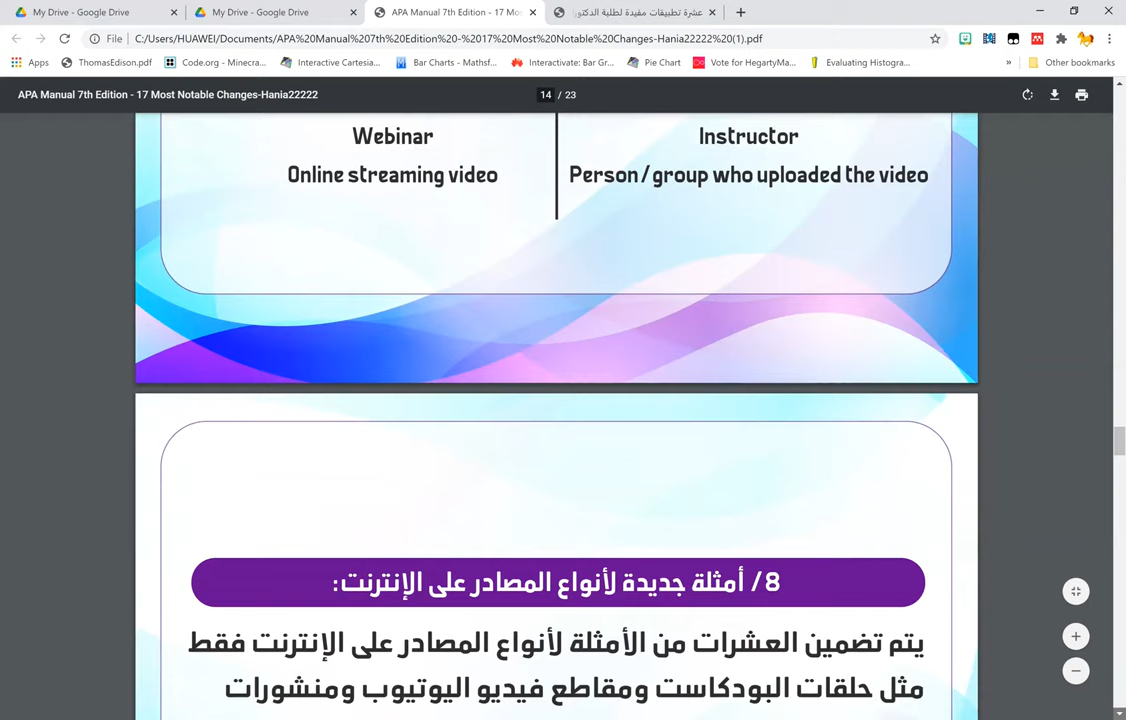 My Drive - Google Drive
My Drive - Google Drive
APA Manual 7th Edition - 17 Mos
عشرة تطبيقات مفيدة لطلبة الدكتورا
File
C:/Users/HUAWEI/Documents/APA%20Manual%207th%20Edition%20-%2017%20Most%20Notable%20Changes-Hania22222%20(1).pdf
Apps
ThomasEdison.pdf
Code.org - Minecra...
Interactive Cartesia...
Bar Charts - Mathsf...
Interactivate: Bar Gr...
Pie Chart
Vote for HegartyMa...
Evaluating Histogra...
»
Other bookmarks
APA Manual 7th Edition - 17 Most Notable Changes-Hania22222
14 / 23
Webinar
Instructor
Online streaming video
Person/group who uploaded the video
8/ أمثلة جديدة لأنواع المصادر على الإنترنت:
يتم تضمين العشرات من الأمثلة لأنواع المصادر على الإنترنت فقط
مثل حلقات البودكاست ومقاطع فيديو اليوتيوب ومنشورات